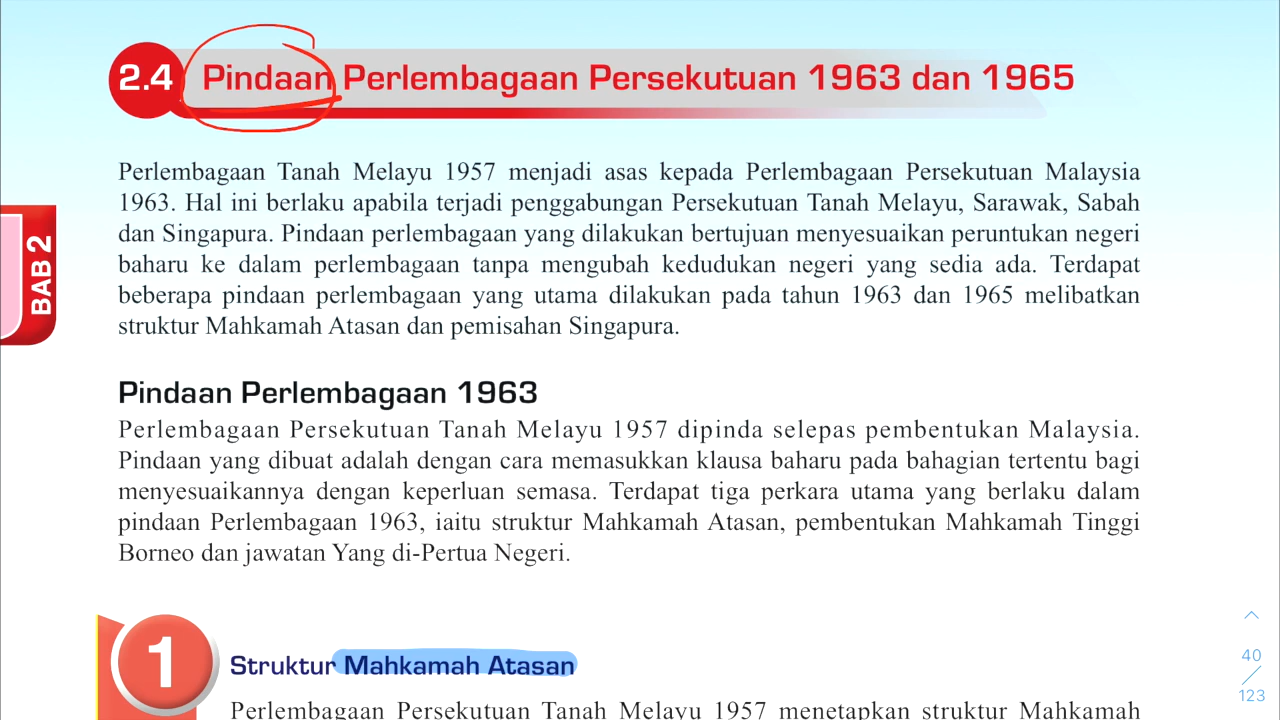 2.4 Pindaan Perlembagaan Persekutuan 1963 dan 1965
Perlembagaan Tanah Melayu 1957 menjadi asas kepada Perlembagaan Persekutuan Malaysia
1963. Hal ini berlaku apabila terjadi penggabungan Persekutuan Tanah Melayu, Sarawak, Sabah
dan Singapura. Pindaan perlembagaan yang dilakukan bertujuan menyesuaikan peruntukan negeri
baharu ke dalam perlembagaan tanpa mengubah kedudukan negeri yang sedia ada. Terdapat
beberapa pindaan perlembagaan yang utama dilakukan pada tahun 1963 dan 1965 melibatkan
struktur Mahkamah Atasan dan pemisahan Singapura.
BAB 2
Pindaan Perlembagaan 1963
Perlembagaan Persekutuan Tanah Melayu 1957 dipinda selepas pembentukan Malaysia.
Pindaan yang dibuat adalah dengan cara memasukkan klausa baharu pada bahagian tertentu bagi
menyesuaikannya dengan keperluan semasa. Terdapat tiga perkara utama yang berlaku dalam
pindaan Perlembagaan 1963, iaitu struktur Mahkamah Atasan, pembentukan Mahkamah Tinggi
Borneo dan jawatan Yang di-Pertua Negeri.
1 Struktur Mahkamah Atasan
Perlembagaan Persekutuan Tanah Melayu 1957 menetapkan struktur Mahkamah
40
/
123